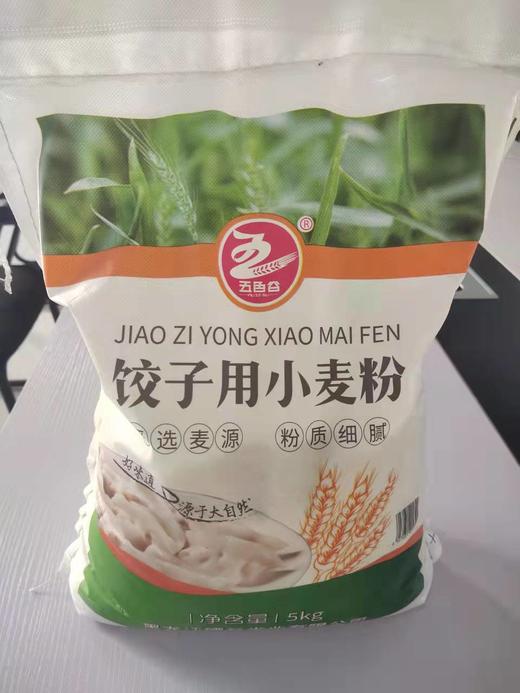 ®
五色谷
JIAO ZI YONG XIAO MAI FEN
饺子用小麦粉
选麦源 粉质细腻
好味道
源于大自然
净含量 5kg